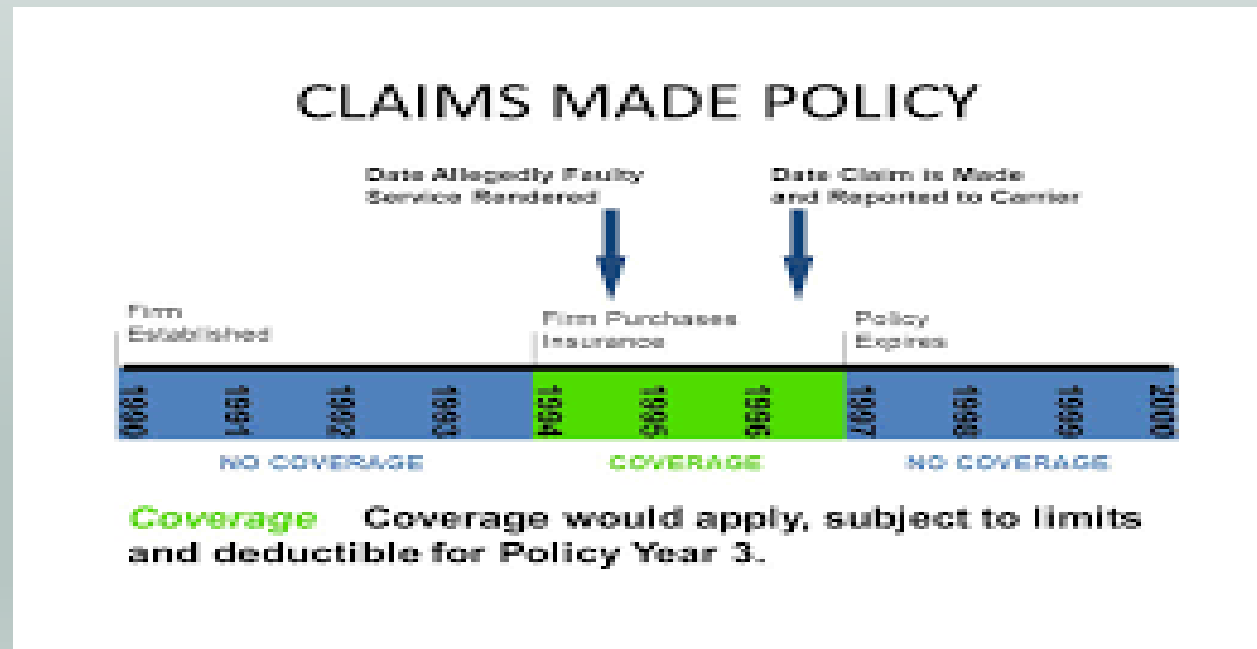 CLAIMS MADE POLICY
Date Allegedly Faulty
Service Rendered
Date Claim is Made
and Reported to Carrier
Firm
Established
Firm Purchases
Insurance
Policy
Expires
1990 1991 1992 1993 1994 1995 1996 1997 1998 1999 2000
NO COVERAGE COVERAGE NO COVERAGE
Coverage Coverage would apply, subject to limits
and deductible for Policy Year 3.